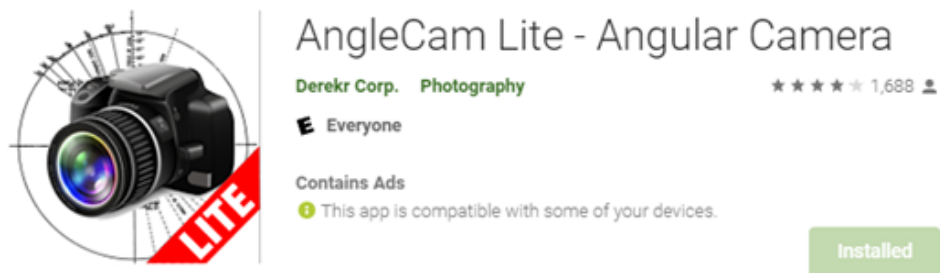 AngleCam Lite - Angular Camera
Derekr Corp. Photography 1,688
E Everyone
Contains Ads
This app is compatible with some of your devices.
LITE
Installed